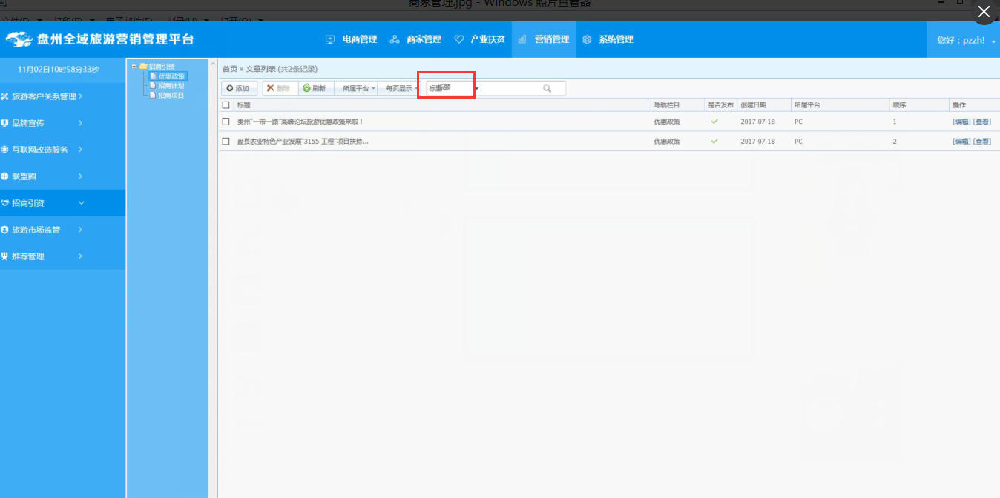 商家管理.jpg - Windows 照片查看器
文件(F) 打印(P) 电子邮件(E) 刻录(U) 打开(O)
盘州全域旅游营销管理平台 电商管理 商家管理 产业扶贫 营销管理 系统管理 您好：pzzh!
11月02日10时58分33秒
旅游客户关系管理
品牌宣传
互联网改造服务
联盟圈
招商引资
旅游市场监管
推荐管理
招商引资
优惠政策
招商计划
招商项目
首页 » 文章列表 (共2条记录)
添加 删除 刷新 所属平台 每页显示 标题
标题 导航栏目 是否发布 创建日期 所属平台 顺序 操作
贵州"一带一路"高峰论坛旅游优惠政策来啦！ 优惠政策 2017-07-18 PC 1 [编辑] [查看]
盘县农业特色产业发展"3155 工程"项目扶持... 优惠政策 2017-07-18 PC 2 [编辑] [查看]